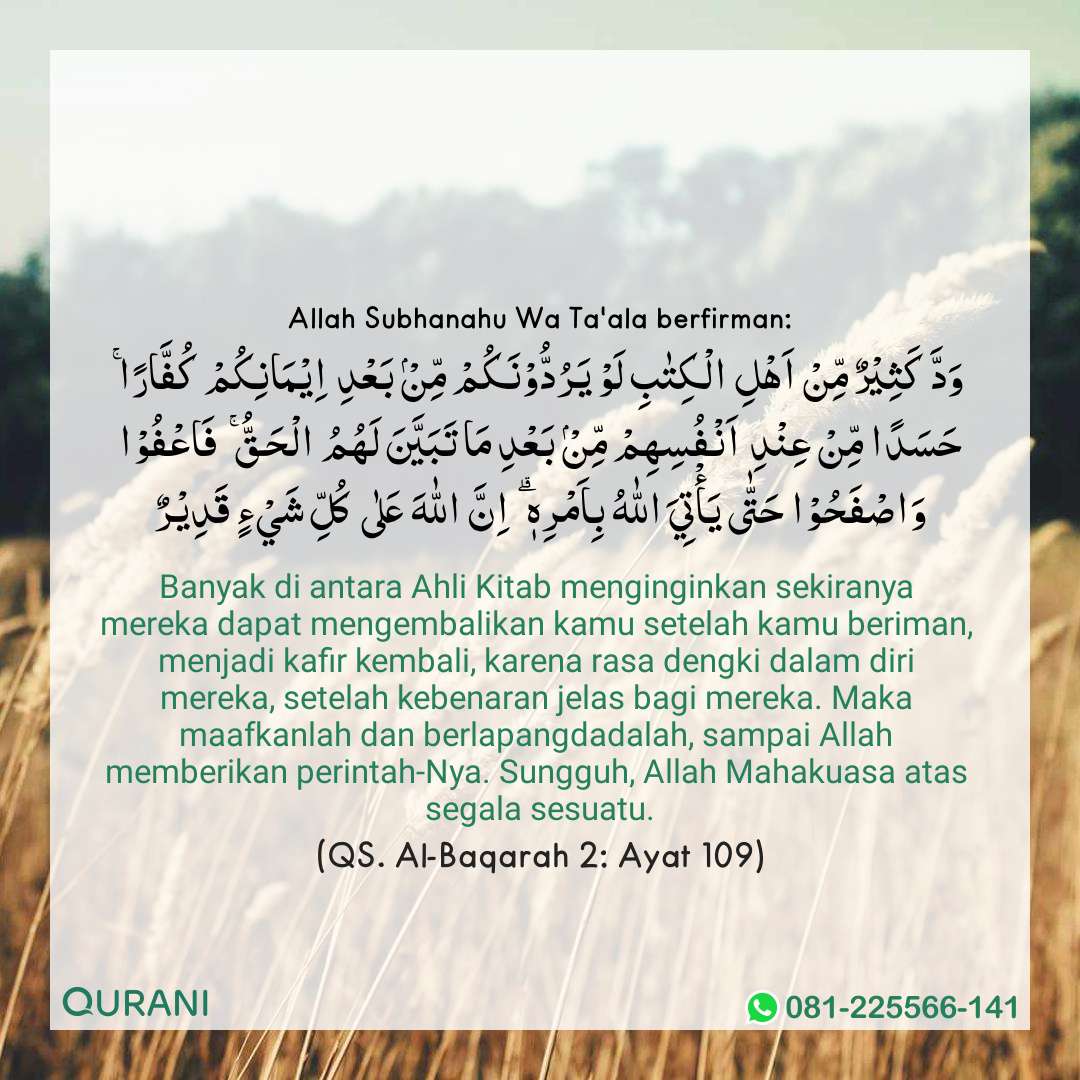 Allah Subhanahu Wa Ta'ala berfirman:
وَدَّ كَثِيْرٌ مِّنْ اَهْلِ الْكِتٰبِ لَوْ يَرُدُّوْنَكُمْ مِّنْۢ بَعْدِ اِيْمَانِكُمْ كُفَّارًا ۚ
حَسَدًا مِّنْ عِنْدِ اَنْفُسِهِمْ مِّنْۢ بَعْدِ مَا تَبَيَّنَ لَهُمُ الْحَـقُّ ۚ فَاعْفُوْا
وَاصْفَحُوْا حَتّٰى يَأْتِيَ اللّٰهُ بِاَمْرِهٖ ۗ اِنَّ اللّٰهَ عَلٰى كُلِّ شَيْءٍ قَدِيْرٌ
Banyak di antara Ahli Kitab menginginkan sekiranya
mereka dapat mengembalikan kamu setelah kamu beriman,
menjadi kafir kembali, karena rasa dengki dalam diri
mereka, setelah kebenaran jelas bagi mereka. Maka
maafkanlah dan berlapangdadalah, sampai Allah
memberikan perintah-Nya. Sungguh, Allah Mahakuasa atas
segala sesuatu.
(QS. Al-Baqarah 2: Ayat 109)
QURANI
081-225566-141